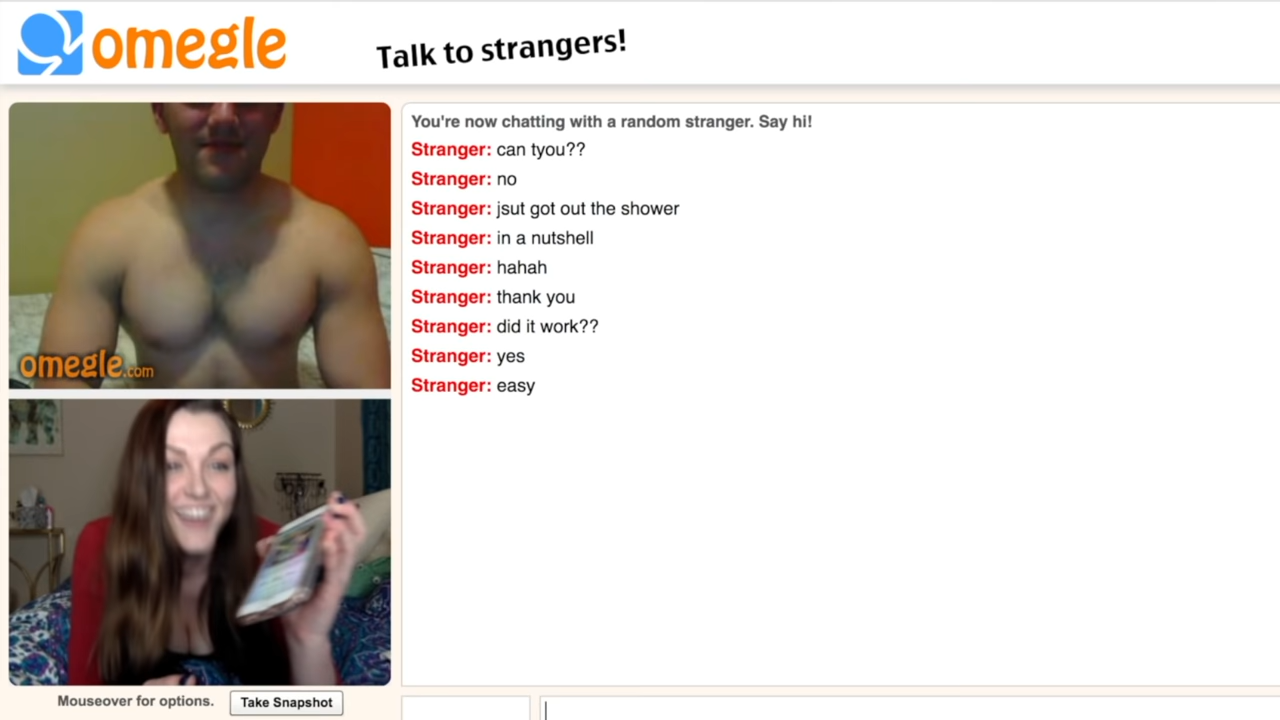 omegle
Talk to strangers!
You're now chatting with a random stranger. Say hi!
Stranger: can tyou??
Stranger: no
Stranger: jsut got out the shower
Stranger: in a nutshell
Stranger: hahah
Stranger: thank you
Stranger: did it work??
Stranger: yes
Stranger: easy
omegle.com
Mouseover for options.
Take Snapshot